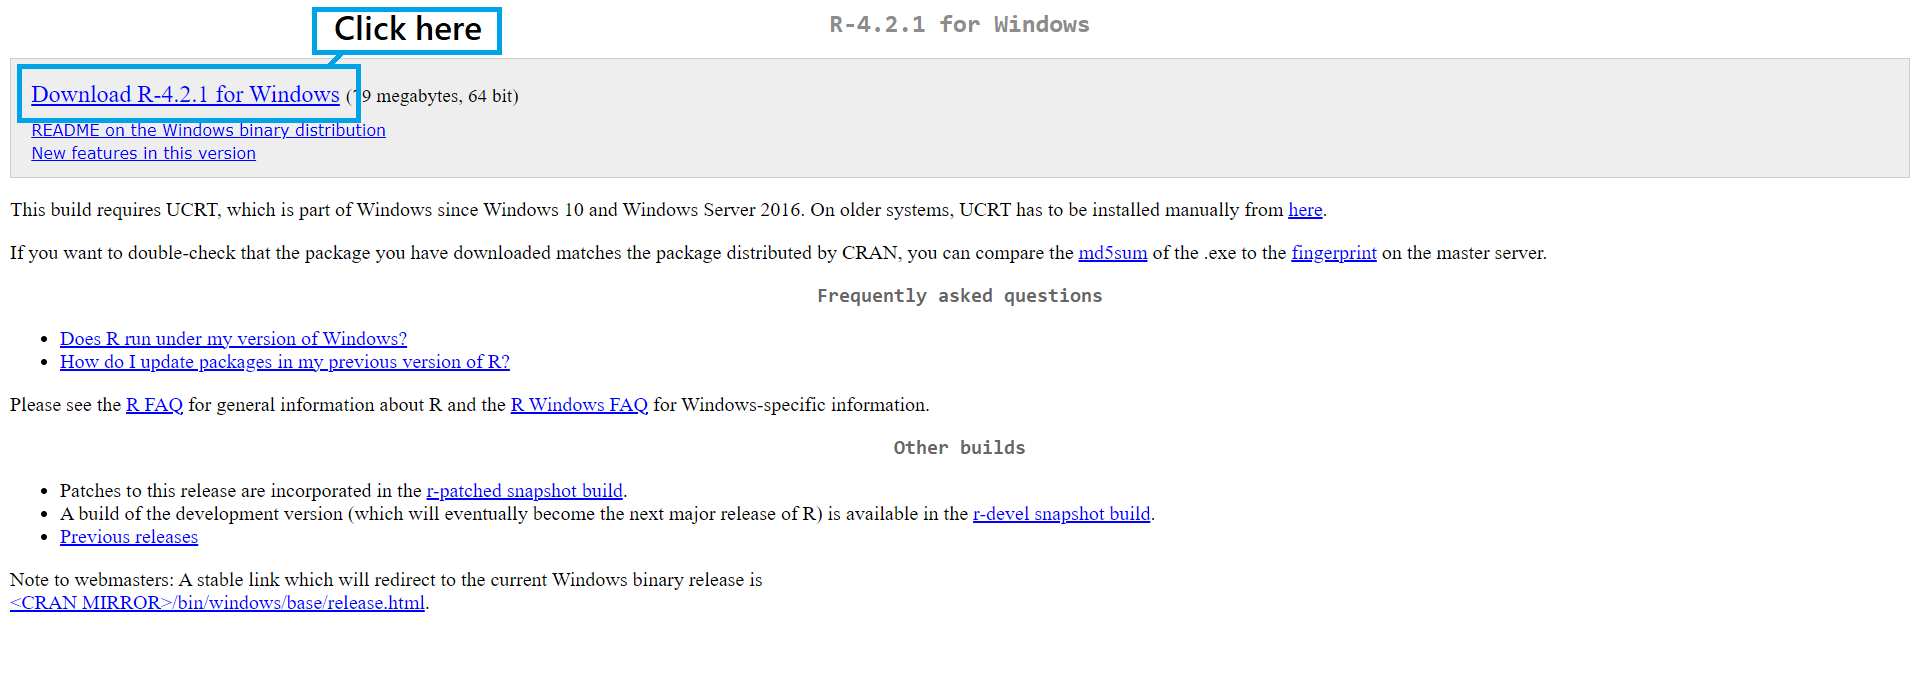 Click here
R-4.2.1 for Windows
Download R-4.2.1 for Windows (79 megabytes, 64 bit)
README on the Windows binary distribution
New features in this version
This build requires UCRT, which is part of Windows since Windows 10 and Windows Server 2016. On older systems, UCRT has to be installed manually from here.
If you want to double-check that the package you have downloaded matches the package distributed by CRAN, you can compare the md5sum of the .exe to the fingerprint on the master server.
Frequently asked questions
• Does R run under my version of Windows?
• How do I update packages in my previous version of R?
Please see the R FAQ for general information about R and the R Windows FAQ for Windows-specific information.
Other builds
• Patches to this release are incorporated in the r-patched snapshot build.
• A build of the development version (which will eventually become the next major release of R) is available in the r-devel snapshot build.
• Previous releases
Note to webmasters: A stable link which will redirect to the current Windows binary release is
<CRAN MIRROR>/bin/windows/base/release.html.